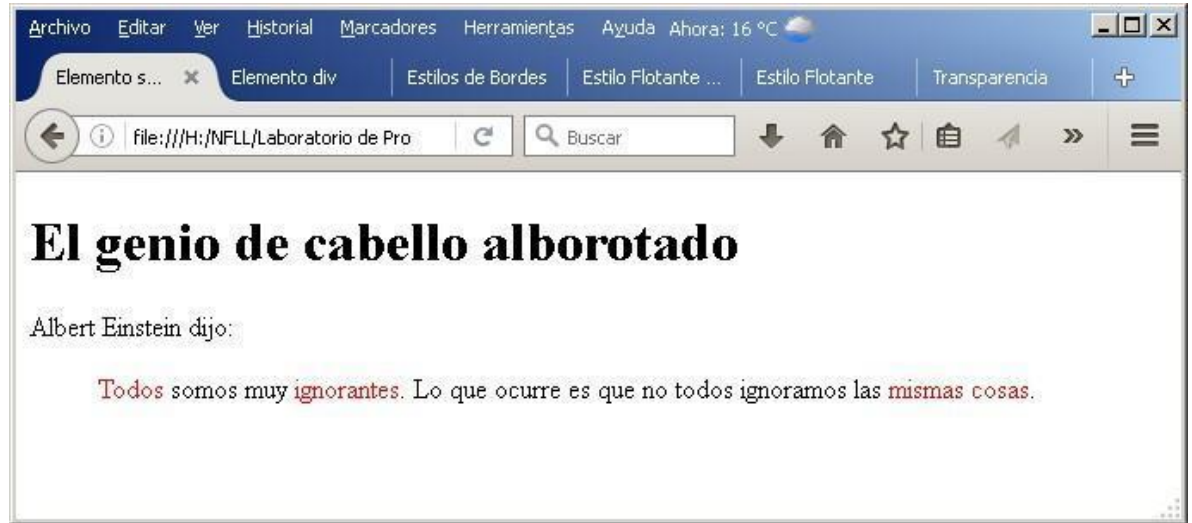 Archivo Editar Ver Historial Marcadores Herramientas Ayuda Ahora: 16 °C
Elemento s... Elemento div Estilos de Bordes Estilo Flotante ... Estilo Flotante Transparencia
file:///H:/NFLL/Laboratorio de Pro Buscar
El genio de cabello alborotado
Albert Einstein dijo:
Todos somos muy ignorantes. Lo que ocurre es que no todos ignoramos las mismas cosas.